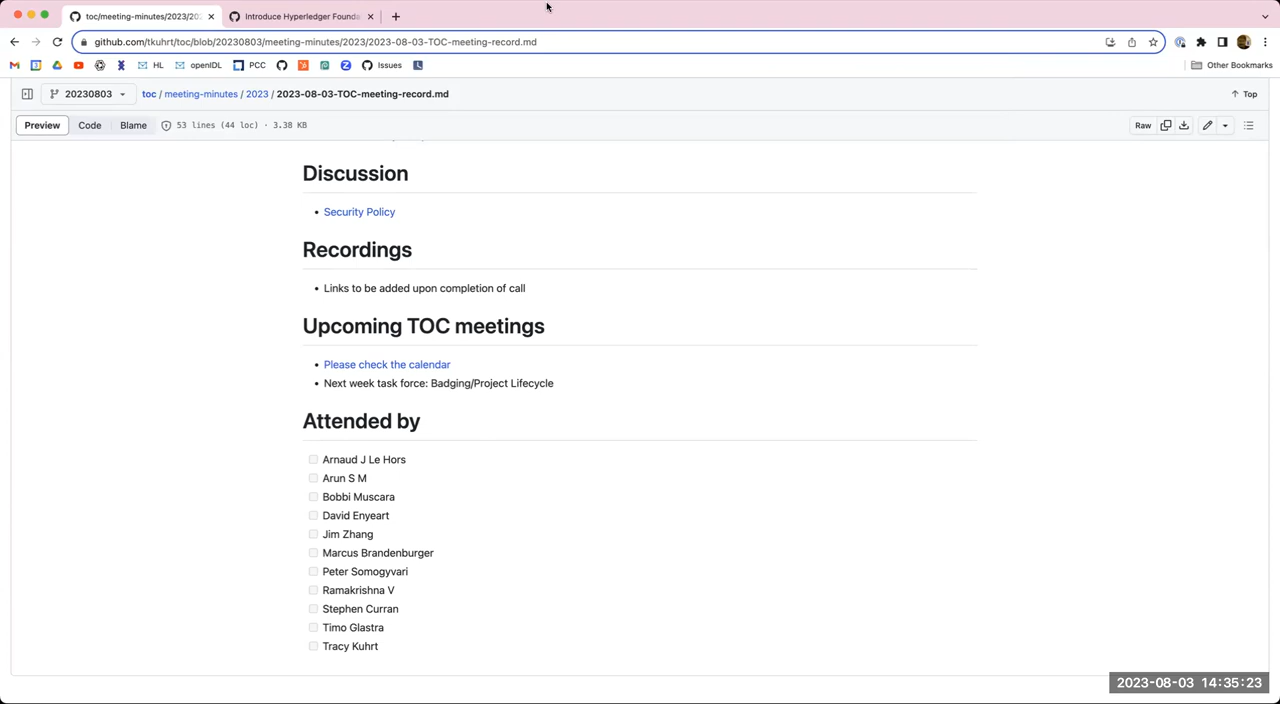 toc/meeting-minutes/2023/202
Introduce Hyperledger Founda
github.com/tkuhrt/toc/blob/20230803/meeting-minutes/2023/2023-08-03-TOC-meeting-record.md
HL openIDL PCC Issues Other Bookmarks
20230803 toc / meeting-minutes / 2023 / 2023-08-03-TOC-meeting-record.md Top
Preview Code Blame 53 lines (44 loc) · 3.38 KB Raw
Discussion
• Security Policy
Recordings
• Links to be added upon completion of call
Upcoming TOC meetings
• Please check the calendar
• Next week task force: Badging/Project Lifecycle
Attended by
Arnaud J Le Hors
Arun S M
Bobbi Muscara
David Enyeart
Jim Zhang
Marcus Brandenburger
Peter Somogyvari
Ramakrishna V
Stephen Curran
Timo Glastra
Tracy Kuhrt
2023-08-03 14:35:23